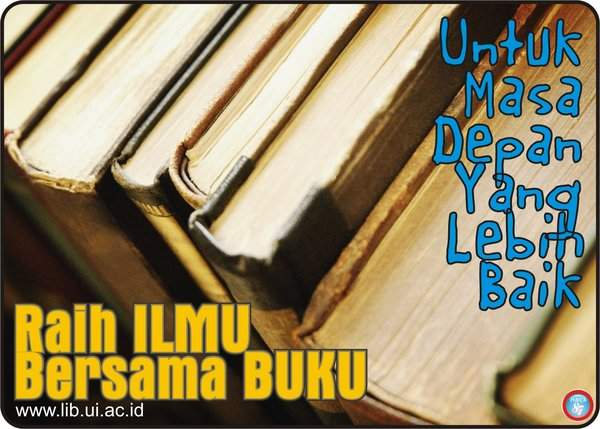 Untuk
Masa
Depan
Yang
Lebih
Baik
Raih ILMU
Bersama BUKU
www.lib.ui.ac.id